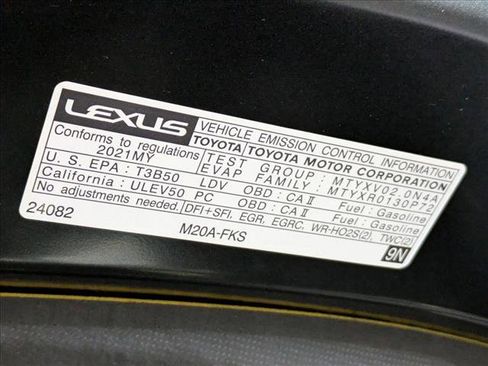 LEXUS
VEHICLE EMISSION CONTROL INFORMATION
Conforms to regulations
2021MY
TOYOTA/TOYOTA MOTOR CORPORATION
TEST GROUP : MTYXV02.0N4A
EVAP FAMILY : MTYXR0130P22
U.S. EPA : T3B50 LDV OBD : CA II Fuel : Gasoline
California : ULEV50 PC OBD : CA II Fuel : Gasoline
No adjustments needed. DFI+SFI, EGR, EGRC, WR-HO2S(2), TWC(2)
24082 M20A-FKS 9N